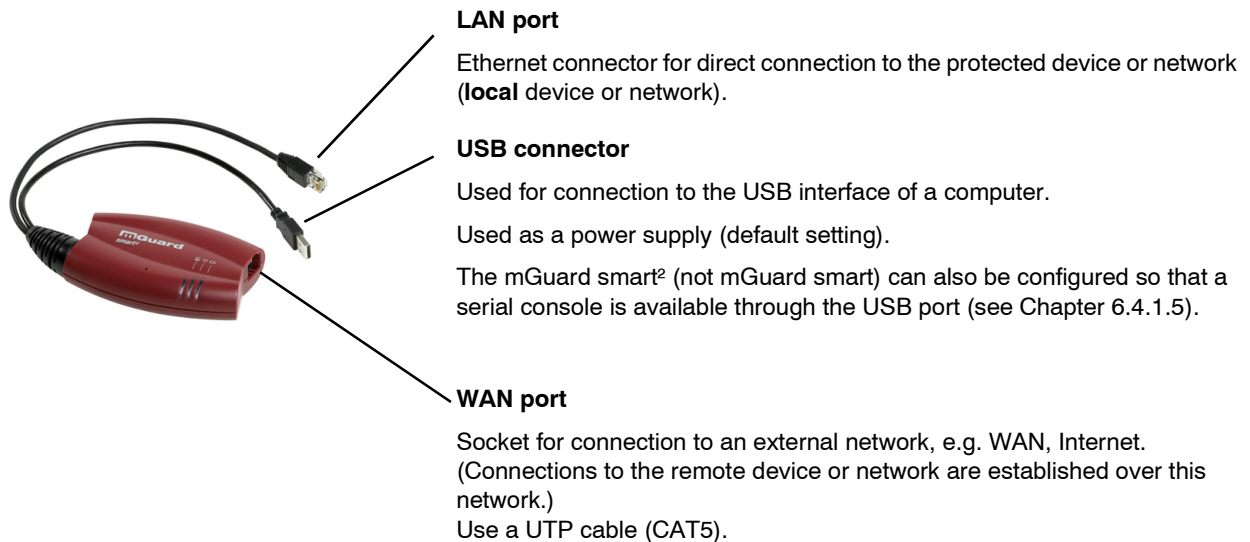 LAN port
Ethernet connector for direct connection to the protected device or network
(local device or network).
USB connector
Used for connection to the USB interface of a computer.
Used as a power supply (default setting).
The mGuard smart² (not mGuard smart) can also be configured so that a
serial console is available through the USB port (see Chapter 6.4.1.5).
mGuard
smart²
WAN port
Socket for connection to an external network, e.g. WAN, Internet.
(Connections to the remote device or network are established over this
network.)
Use a UTP cable (CAT5).